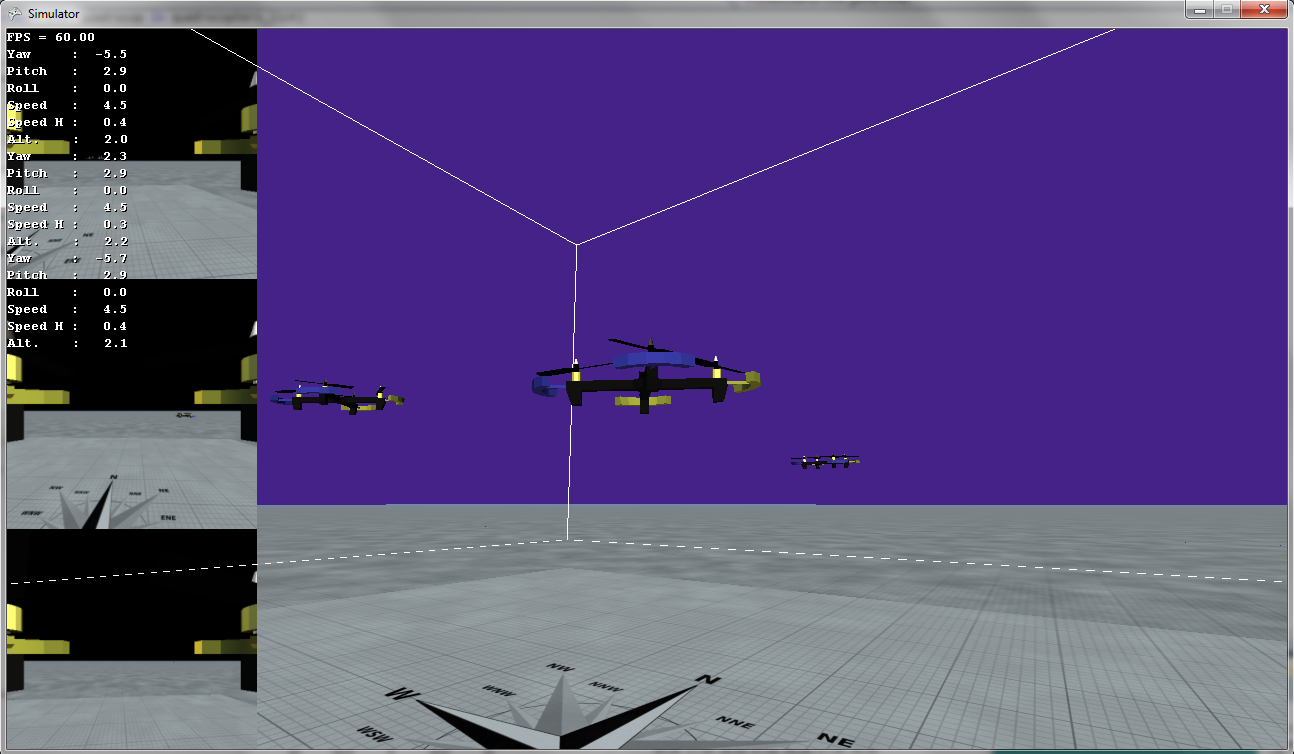 Simulator
FPS = 60.00
Yaw : -5.5
Pitch : 2.9
Roll : 0.0
Speed : 4.5
Speed H : 0.4
Alt. : 2.0
Yaw : 2.3
Pitch : 2.9
Roll : 0.0
Speed : 4.5
Speed H : 0.3
Alt. : 2.2
Yaw : -5.7
Pitch : 2.9
Roll : 0.0
Speed : 4.5
Speed H : 0.4
Alt. : 2.1
N
NW
NE
NNW
NNE
WNW
ENE
NW
N
W
WNW
NNW
NNE
WSW
NE